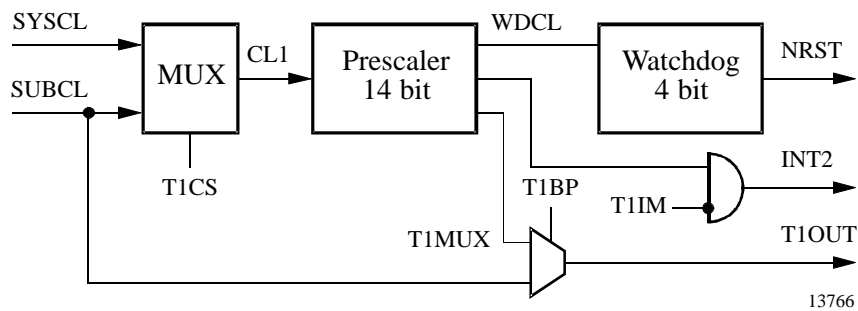 SYSCL
SUBCL
MUX
T1CS
CL1
Prescaler
14 bit
WDCL
Watchdog
4 bit
NRST
INT2
T1BP
T1IM
T1MUX
T1OUT
13766